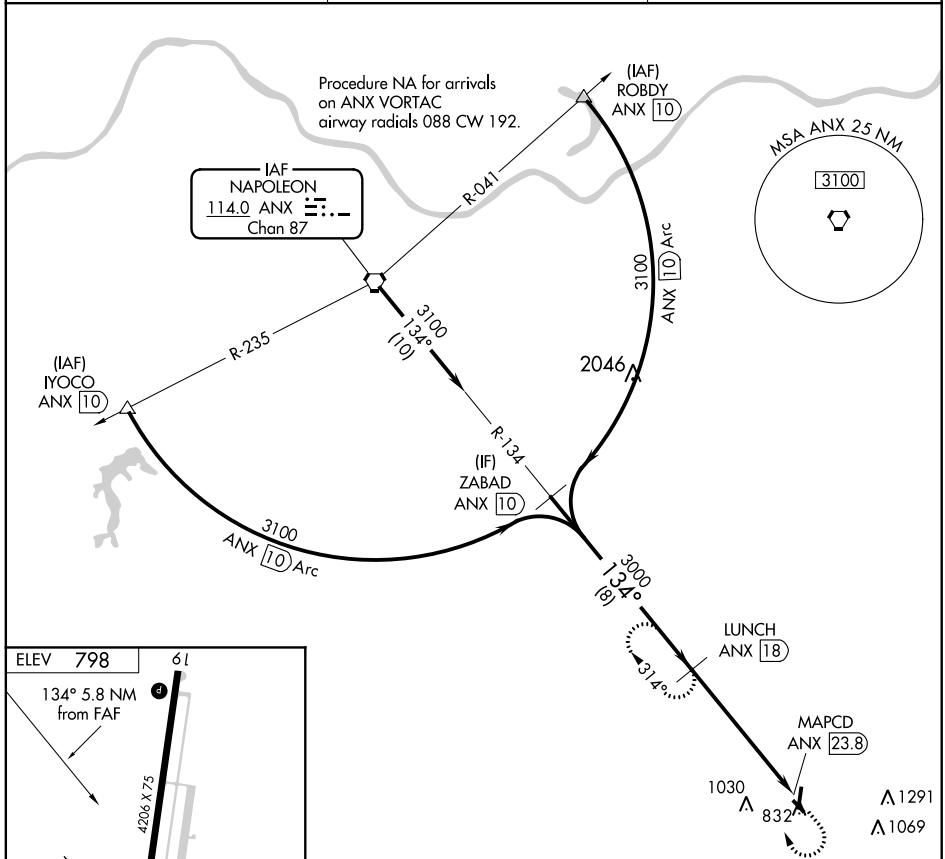 Procedure NA for arrivals
on ANX VORTAC
airway radials 088 CW 192.
(IAF)
ROBDY
ANX 10
MSA ANX 25 NM
3100
IAF
NAPOLEON
114.0 ANX
Chan 87
R-041
3100
ANX 10 Arc
R-235
3100
134°
(10)
(IAF)
IYOCO
ANX 10
2046
R-134
(IF)
ZABAD
ANX 10
3100
ANX 10 Arc
3000
134°
(8)
LUNCH
ANX 18
314°
MAPCD
ANX 23.8
1030
832
1291
1069
ELEV 798
19
134° 5.8 NM
from FAF
P
4206 X 75